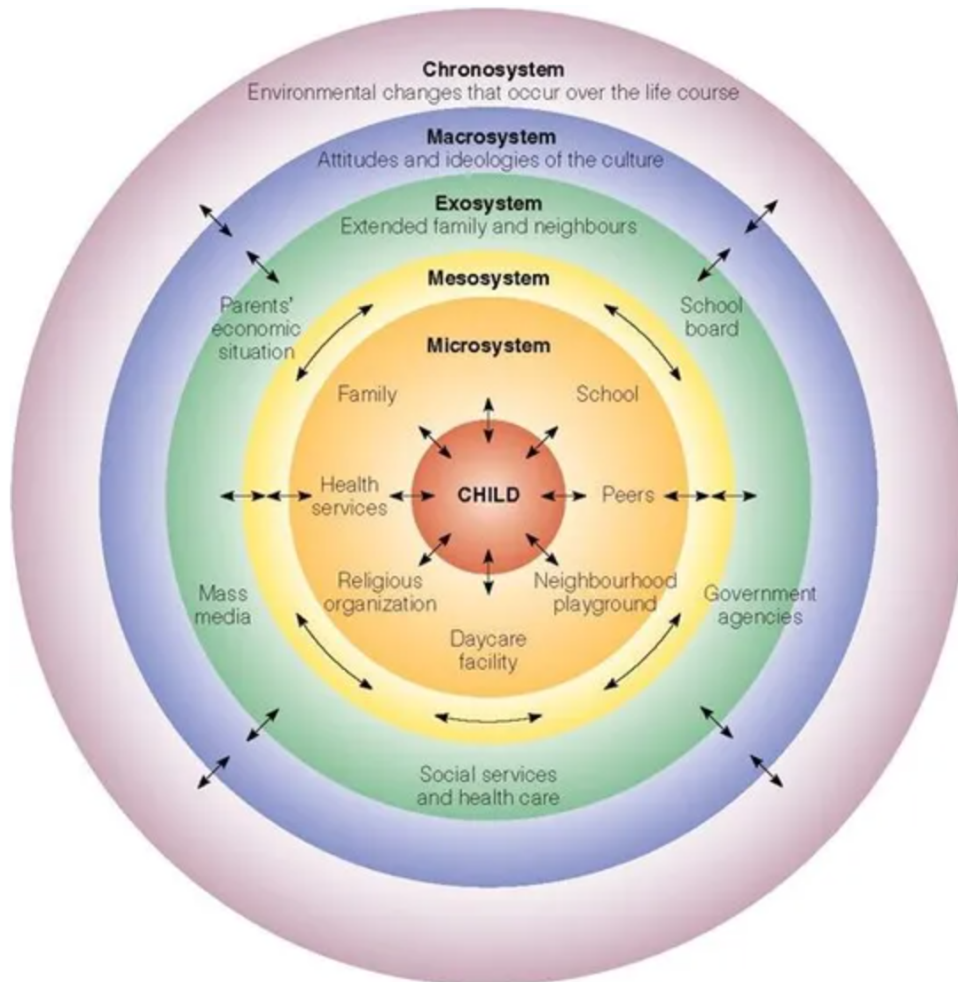 Chronosystem
Environmental changes that occur over the life course
Macrosystem
Attitudes and ideologies of the culture
Exosystem
Extended family and neighbours
Mesosystem
Parents'
economic
situation
School
board
Microsystem
Family
School
Health
services
CHILD
Peers
Religious
organization
Neighbourhood
playground
Mass
media
Government
agencies
Daycare
facility
Social services
and health care